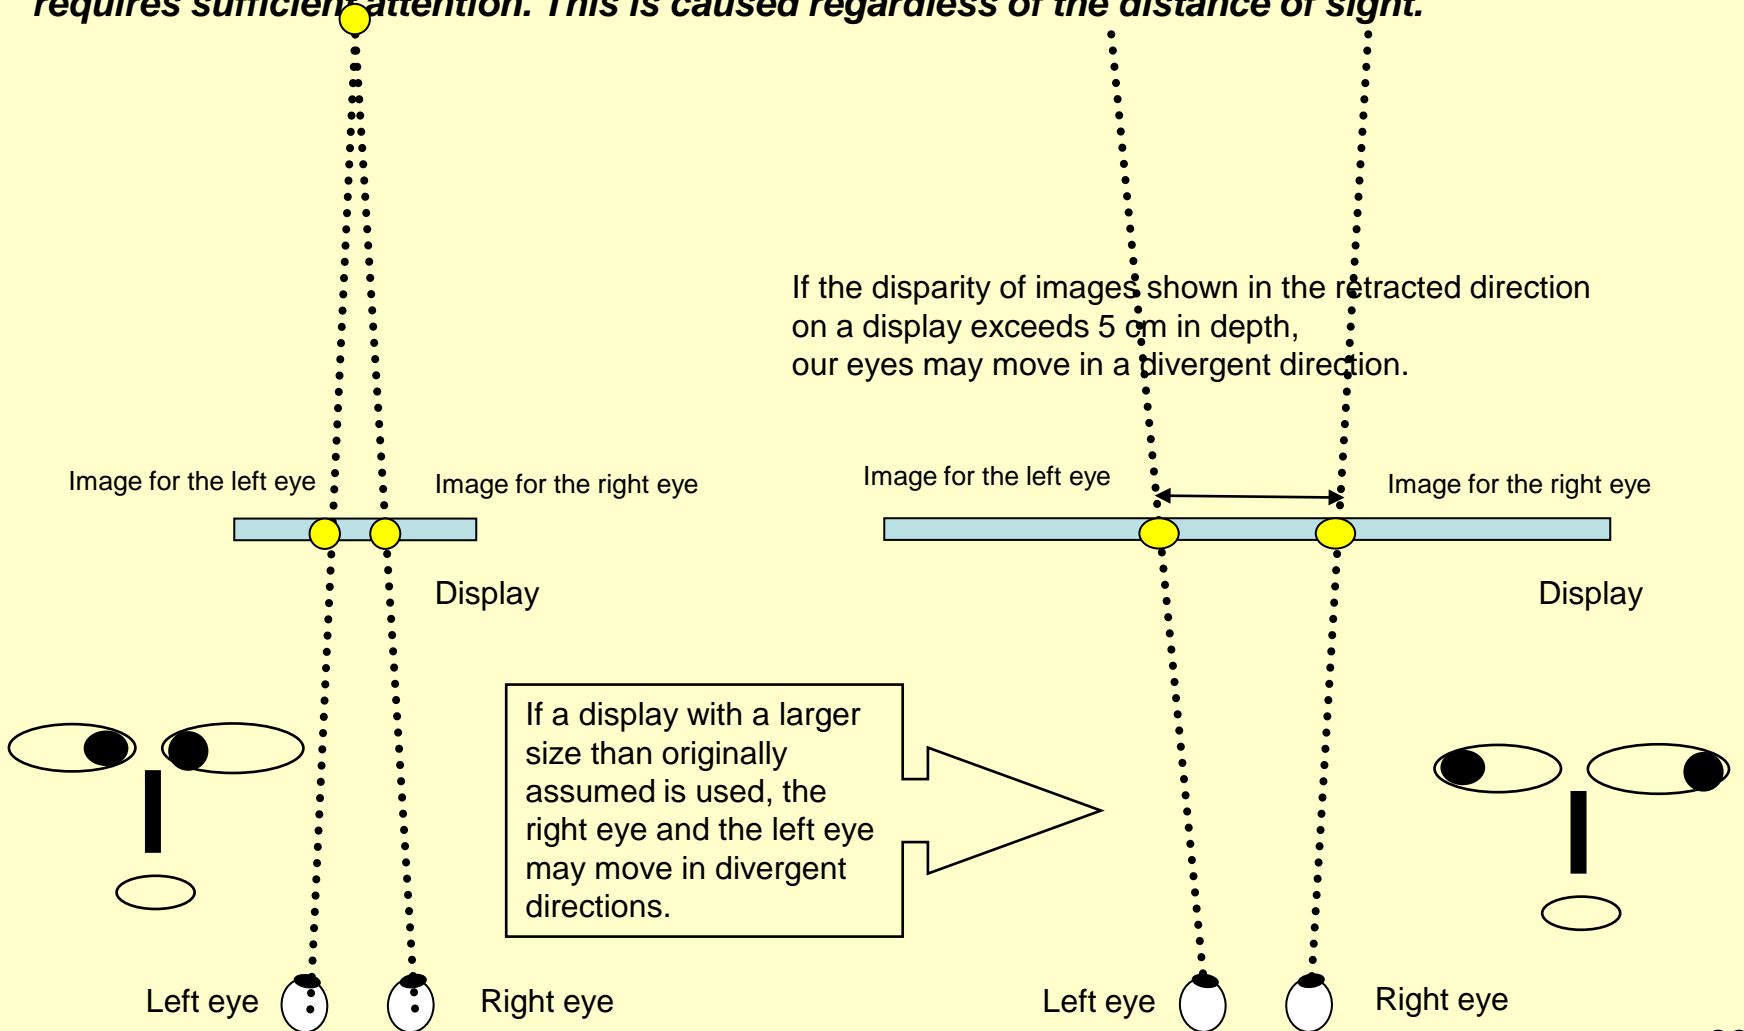 requires sufficient attention. This is caused regardless of the distance of sight.
If the disparity of images shown in the retracted direction
on a display exceeds 5 cm in depth,
our eyes may move in a divergent direction.
Image for the left eye
Image for the right eye
Image for the left eye
Image for the right eye
Display
Display
If a display with a larger
size than originally
assumed is used, the
right eye and the left eye
may move in divergent
directions.
Left eye
Right eye
Left eye
Right eye